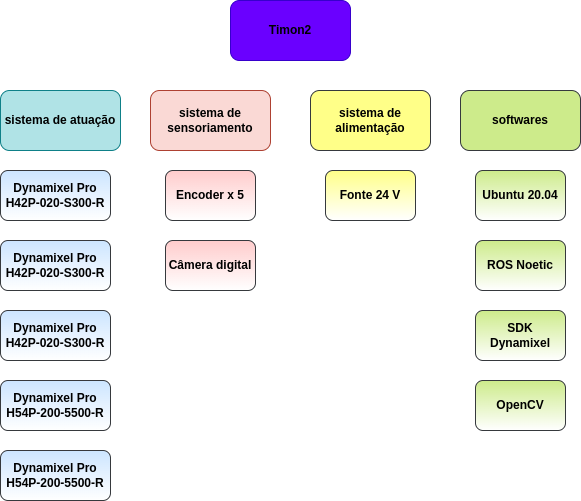 Timon2
sistema de atuação
sistema de
sensoriamento
sistema de
alimentação
softwares
Dynamixel Pro
H42P-020-S300-R
Encoder x 5
Fonte 24 V
Ubuntu 20.04
Dynamixel Pro
H42P-020-S300-R
Câmera digital
ROS Noetic
Dynamixel Pro
H42P-020-S300-R
SDK
Dynamixel
Dynamixel Pro
H54P-200-5500-R
OpenCV
Dynamixel Pro
H54P-200-5500-R